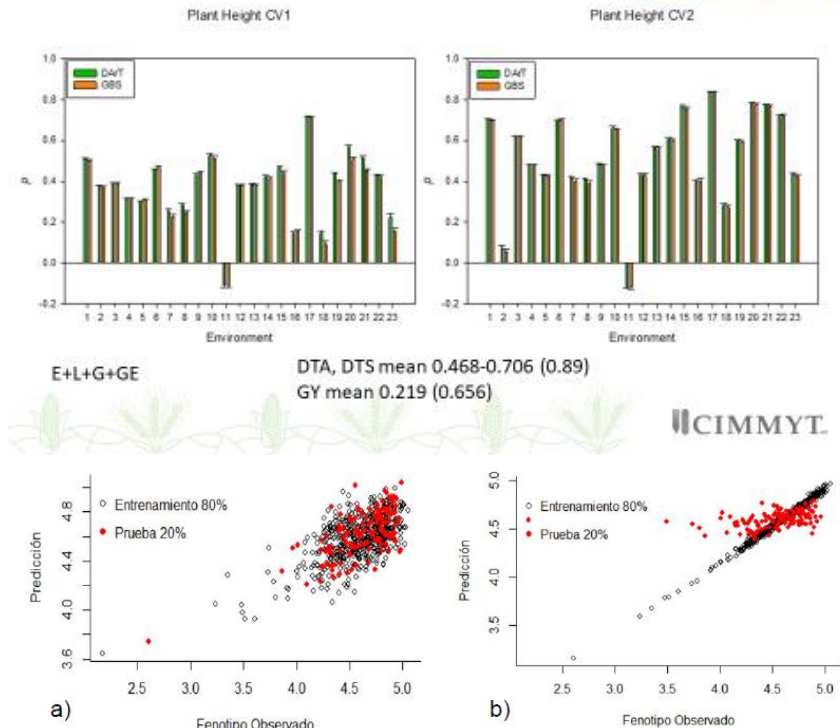 Plant Height CV1
Plant Height CV2
1.0
0.8
0.6
0.4
0.2
0.0
-0.2
DArT
GBS
ρ
1 2 3 4 5 6 7 8 9 10 11 12 13 14 15 16 17 18 19 20 21 22 23
Environment
1.0
0.8
0.6
0.4
0.2
0.0
-0.2
DArT
GBS
ρ
1 2 3 4 5 6 7 8 9 10 11 12 13 14 15 16 17 18 19 20 21 22 23
Environment
E+L+G+GE
DTA, DTS mean 0.468-0.706 (0.89)
GY mean 0.219 (0.656)
CIMMYT
Predicción
4.8
4.4
4.0
3.6
Entrenamiento 80%
Prueba 20%
2.5 3.0 3.5 4.0 4.5 5.0
a)
Fenotipo Observado
Predicción
5.0
4.5
4.0
3.5
Entrenamiento 80%
Prueba 20%
2.5 3.0 3.5 4.0 4.5 5.0
b)
Fenotipo Observado